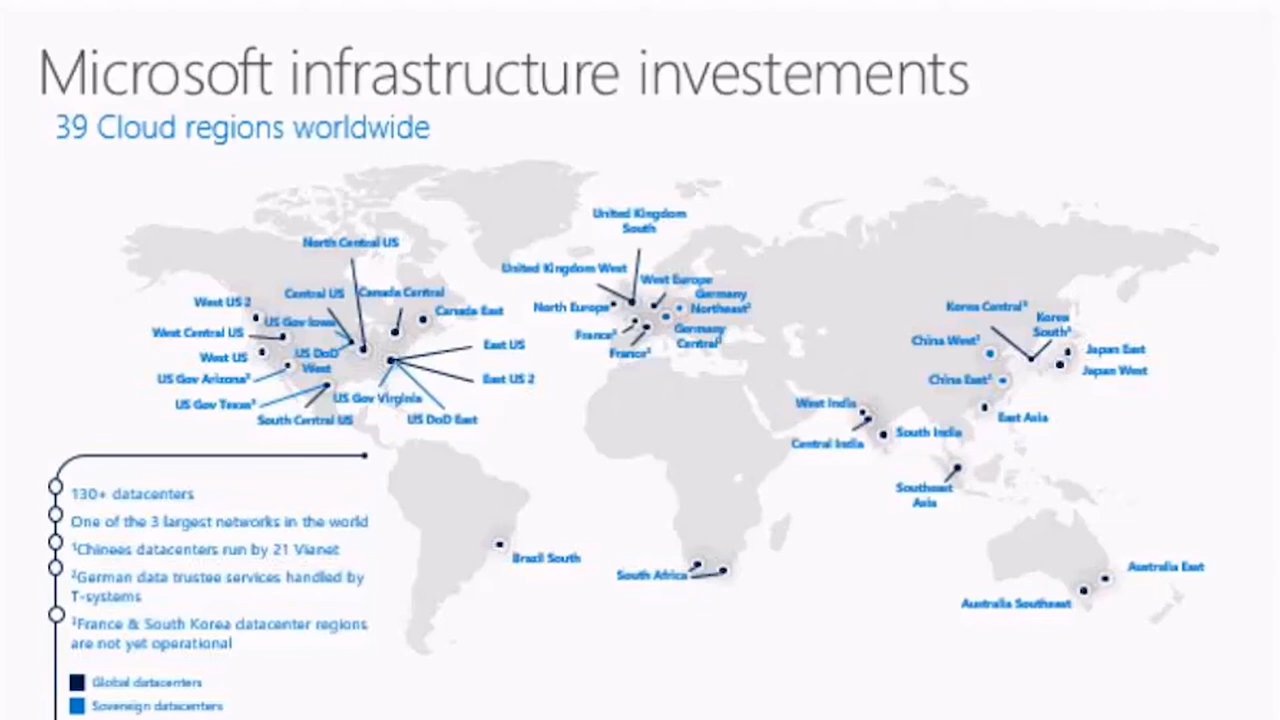 Microsoft infrastructure investements
39 Cloud regions worldwide
North Central US
Central US
Canada Central
Canada East
West US 2
US Gov Iowa
West Central US
West US
US DoD
West
US Gov Arizona³
US Gov Texas³
South Central US
US Gov Virginia
US DoD East
East US
East US 2
United Kingdom
South
United Kingdom West
West Europe
North Europe
Germany
Northeast²
Germany
Central²
France³
France³
Korea Central³
Korea
South³
China West¹
China East¹
Japan East
Japan West
East Asia
West India
Central India
South India
Southeast
Asia
Brazil South
South Africa
Australia East
Australia Southeast
130+ datacenters
One of the 3 largest networks in the world
¹Chinees datacenters run by 21 Vianet
²German data trustee services handled by
T-systems
³France & South Korea datacenter regions
are not yet operational
Global datacenters
Sovereign datacenters